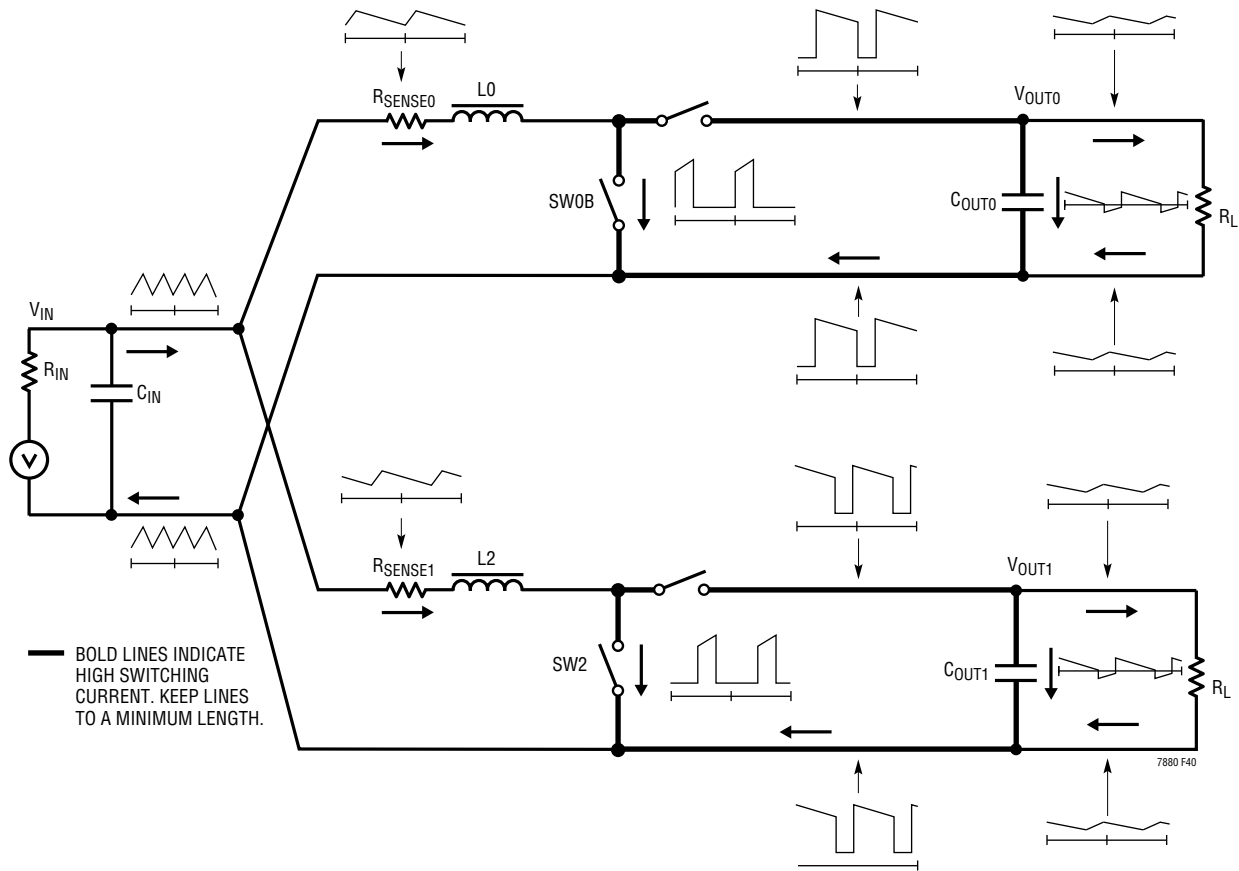 RSENSE0
L0
VOUT0
SW0B
COUT0
RL
VIN
RIN
CIN
V
RSENSE1
L2
VOUT1
SW2
COUT1
RL
BOLD LINES INDICATE
HIGH SWITCHING
CURRENT. KEEP LINES
TO A MINIMUM LENGTH.
7880 F40